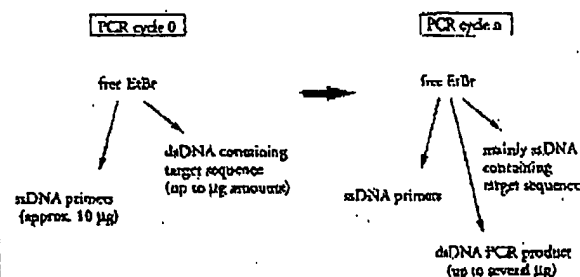 PCR cycle 0
free EtBr
dsDNA containing
target sequence
(up to µg amounts)
ssDNA primers
(approx. 10 µg)
PCR cycle n
free EtBr
mainly ssDNA
containing
target sequence
ssDNA primers
dsDNA PCR product
(up to several µg)